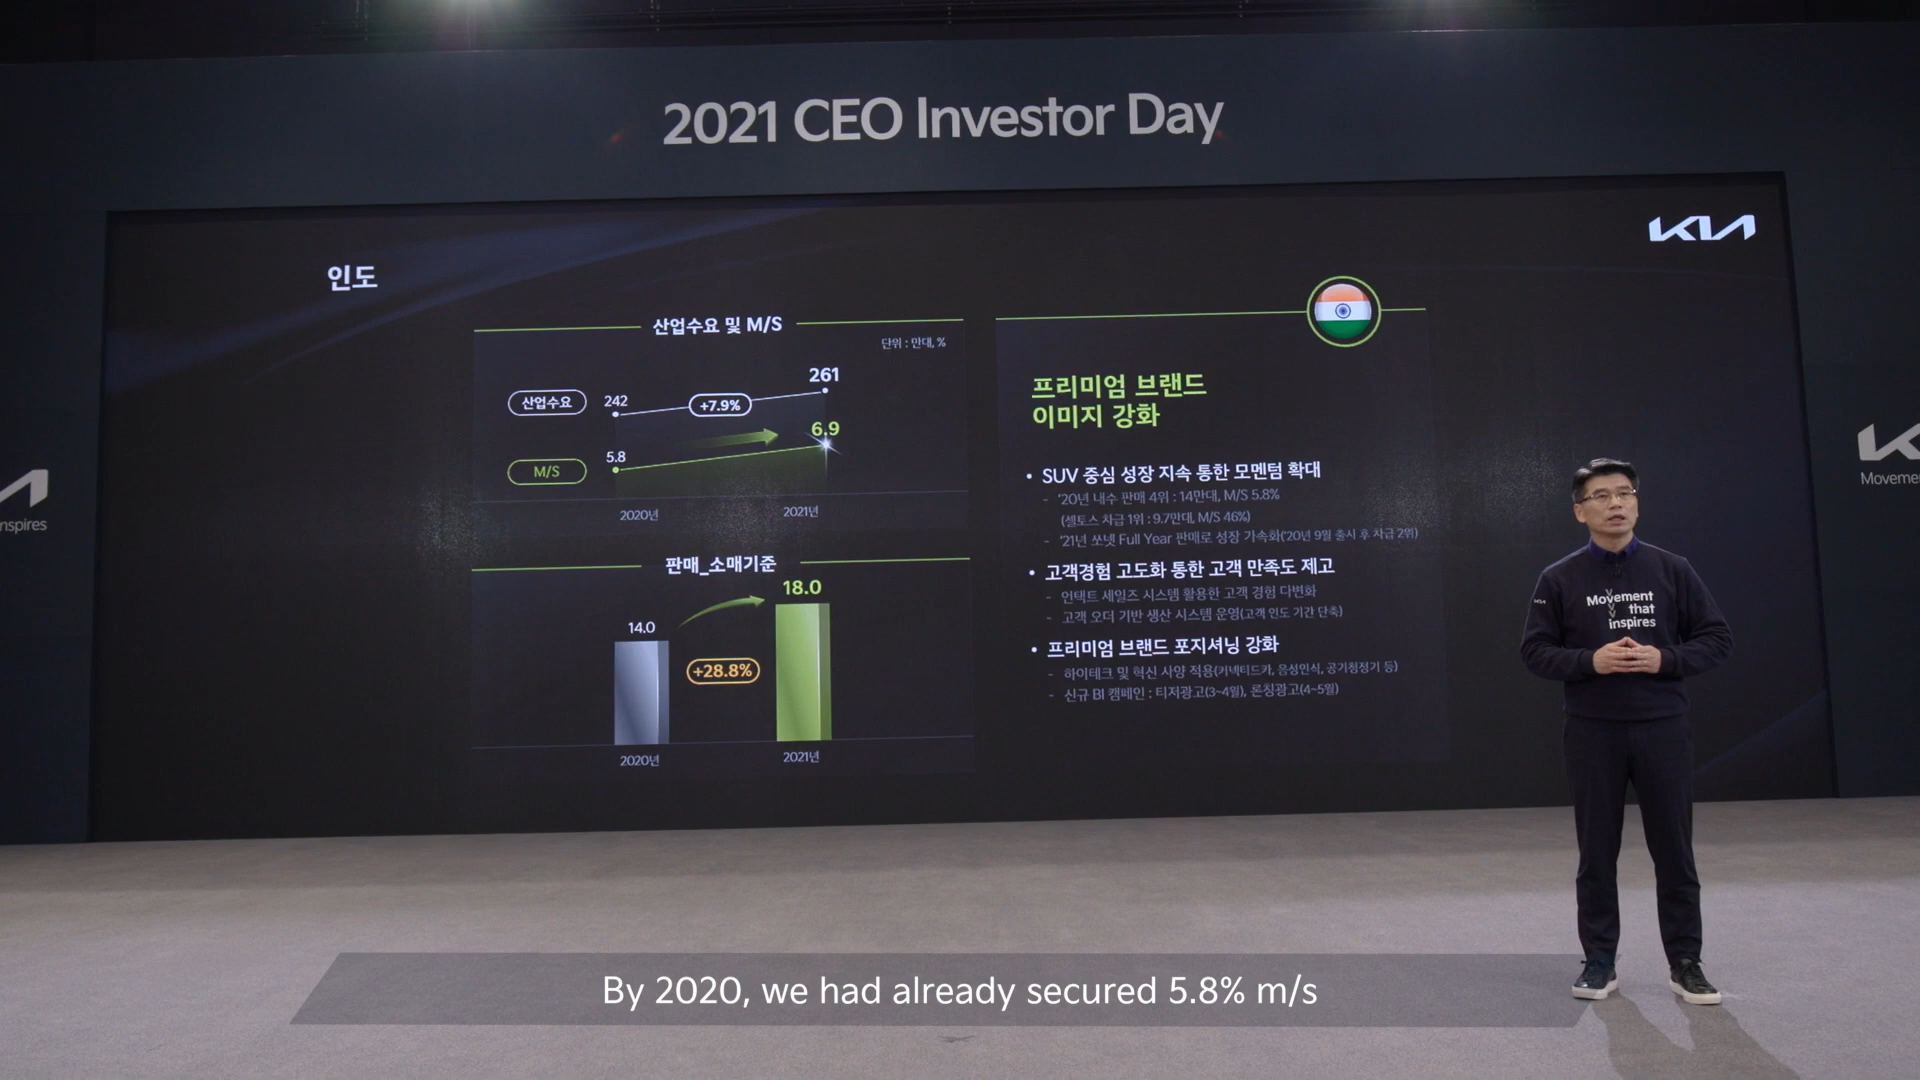 2021 CEO Investor Day
KIA
인도
산업수요 및 M/S
단위 : 만대, %
산업수요
242
+7.9%
261
M/S
5.8
6.9
2020년
2021년
판매_소매기준
14.0
+28.8%
18.0
2020년
2021년
프리미엄 브랜드
이미지 강화
• SUV 중심 성장 지속 통한 모멘텀 확대
- '20년 내수 판매 4위 : 14만대, M/S 5.8%
(셀토스 차급 1위 : 9.7만대, M/S 46%)
- '21년 쏘넷 Full Year 판매로 성장 가속화('20년 9월 출시 후 차급 2위)
• 고객경험 고도화 통한 고객 만족도 제고
- 언택트 세일즈 시스템 활용한 고객 경험 다변화
- 고객 오더 기반 생산 시스템 운영(고객 인도 기간 단축)
• 프리미엄 브랜드 포지셔닝 강화
- 하이테크 및 혁신 사양 적용(커넥티드카, 음성인식, 공기청정기 등)
- 신규 BI 캠페인 : 티저광고(3~4월), 론칭광고(4~5월)
nspires
Moveme
KIA
Movement
that
inspires
By 2020, we had already secured 5.8% m/s